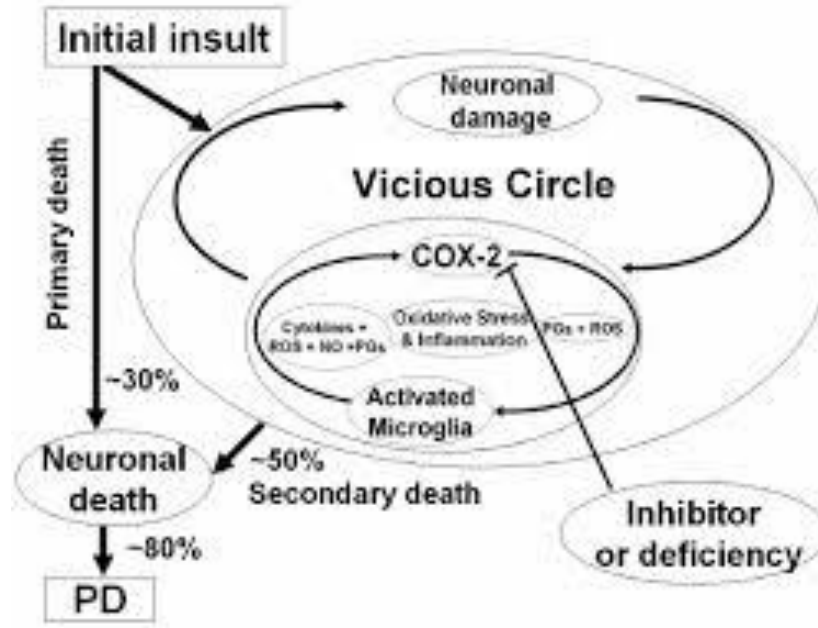 Initial insult
Neuronal
damage
Vicious Circle
Primary death
COX-2
Cytokines +
ROS + NO +PGs
Oxidative Stress
& Inflammation
PGs + ROS
Activated
Microglia
~30%
Neuronal
death
~50%
Secondary death
~80%
PD
Inhibitor
or deficiency